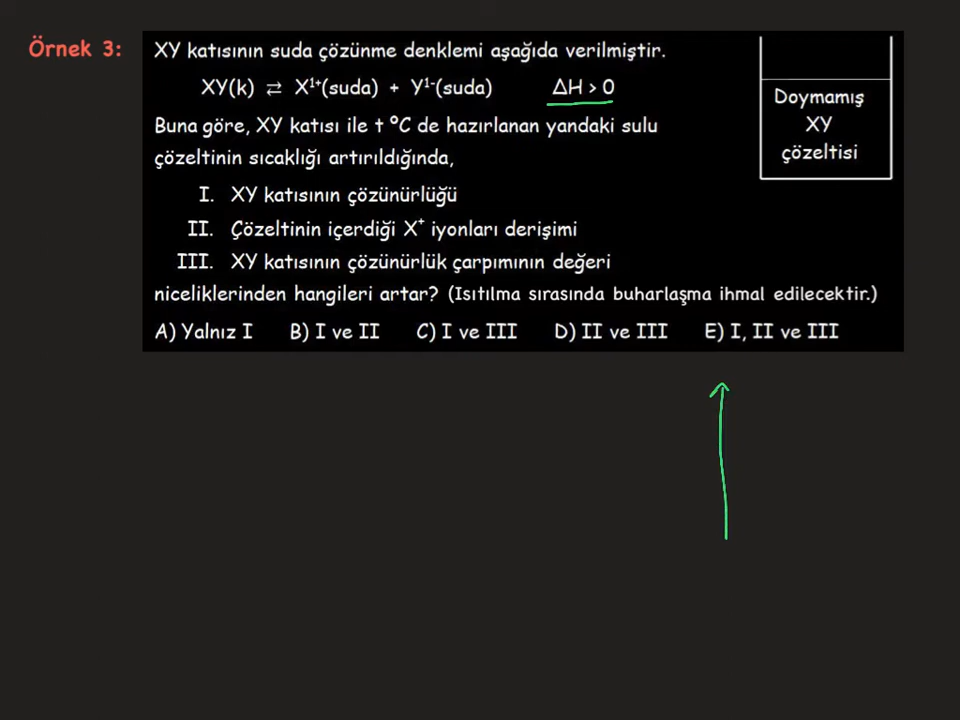 Örnek 3:
XY katısının suda çözünme denklemi aşağıda verilmiştir.
XY(k) ⇄ X¹⁺(suda) + Y¹⁻(suda) ΔH > 0
Buna göre, XY katısı ile t °C de hazırlanan yandaki sulu
çözeltinin sıcaklığı artırıldığında,
I. XY katısının çözünürlüğü
II. Çözeltinin içerdiği X⁺ iyonları derişimi
III. XY katısının çözünürlük çarpımının değeri
niceliklerinden hangileri artar? (Isıtılma sırasında buharlaşma ihmal edilecektir.)
A) Yalnız I B) I ve II C) I ve III D) II ve III E) I, II ve III
Doymamış
XY
çözeltisi